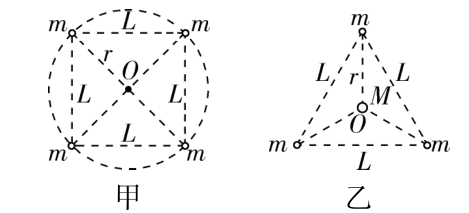 m L m m
r
O L L r M
L L
L O
m m m L m
甲 乙